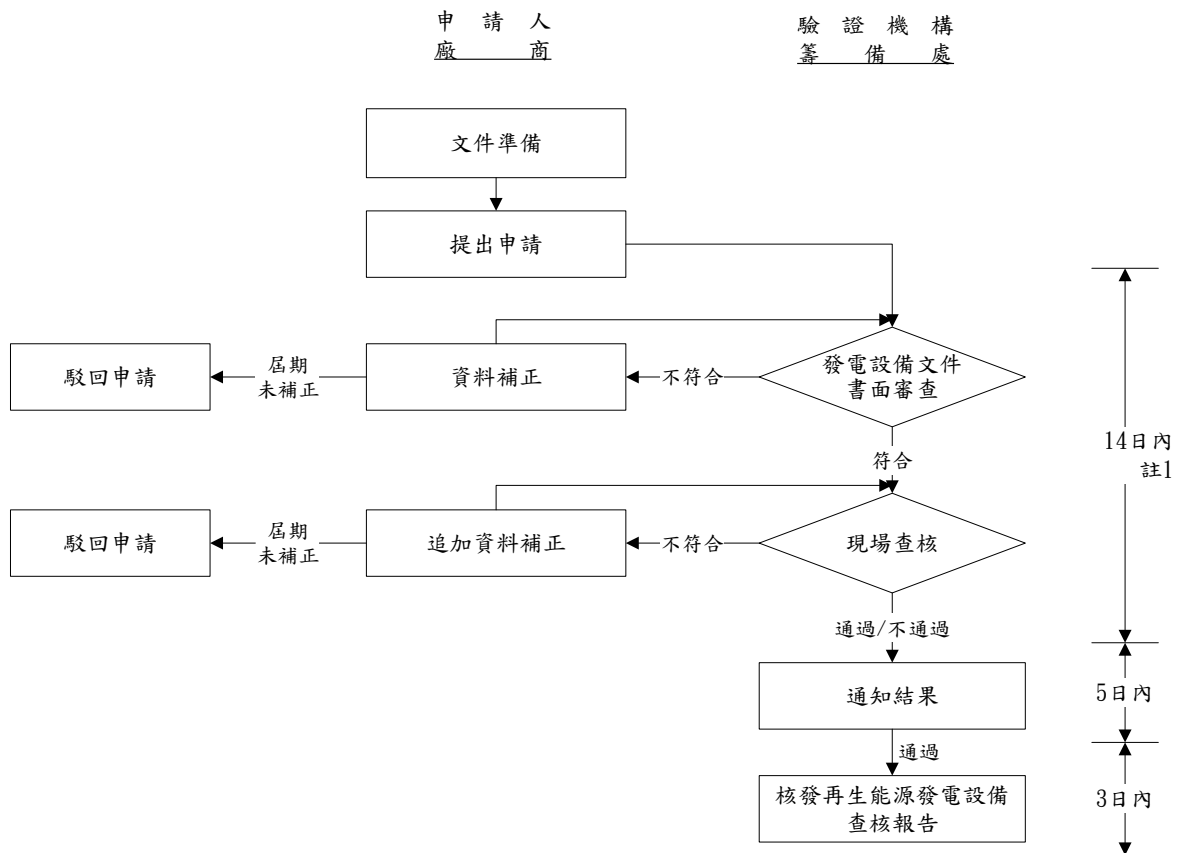 申請人
廠商
驗證機構
籌備處
文件準備
提出申請
發電設備文件
書面審查
不符合
資料補正
屆期
未補正
駁回申請
符合
現場查核
不符合
追加資料補正
屆期
未補正
駁回申請
14日內
註1
通過/不通過
通知結果
5日內
通過
核發再生能源發電設備
查核報告
3日內